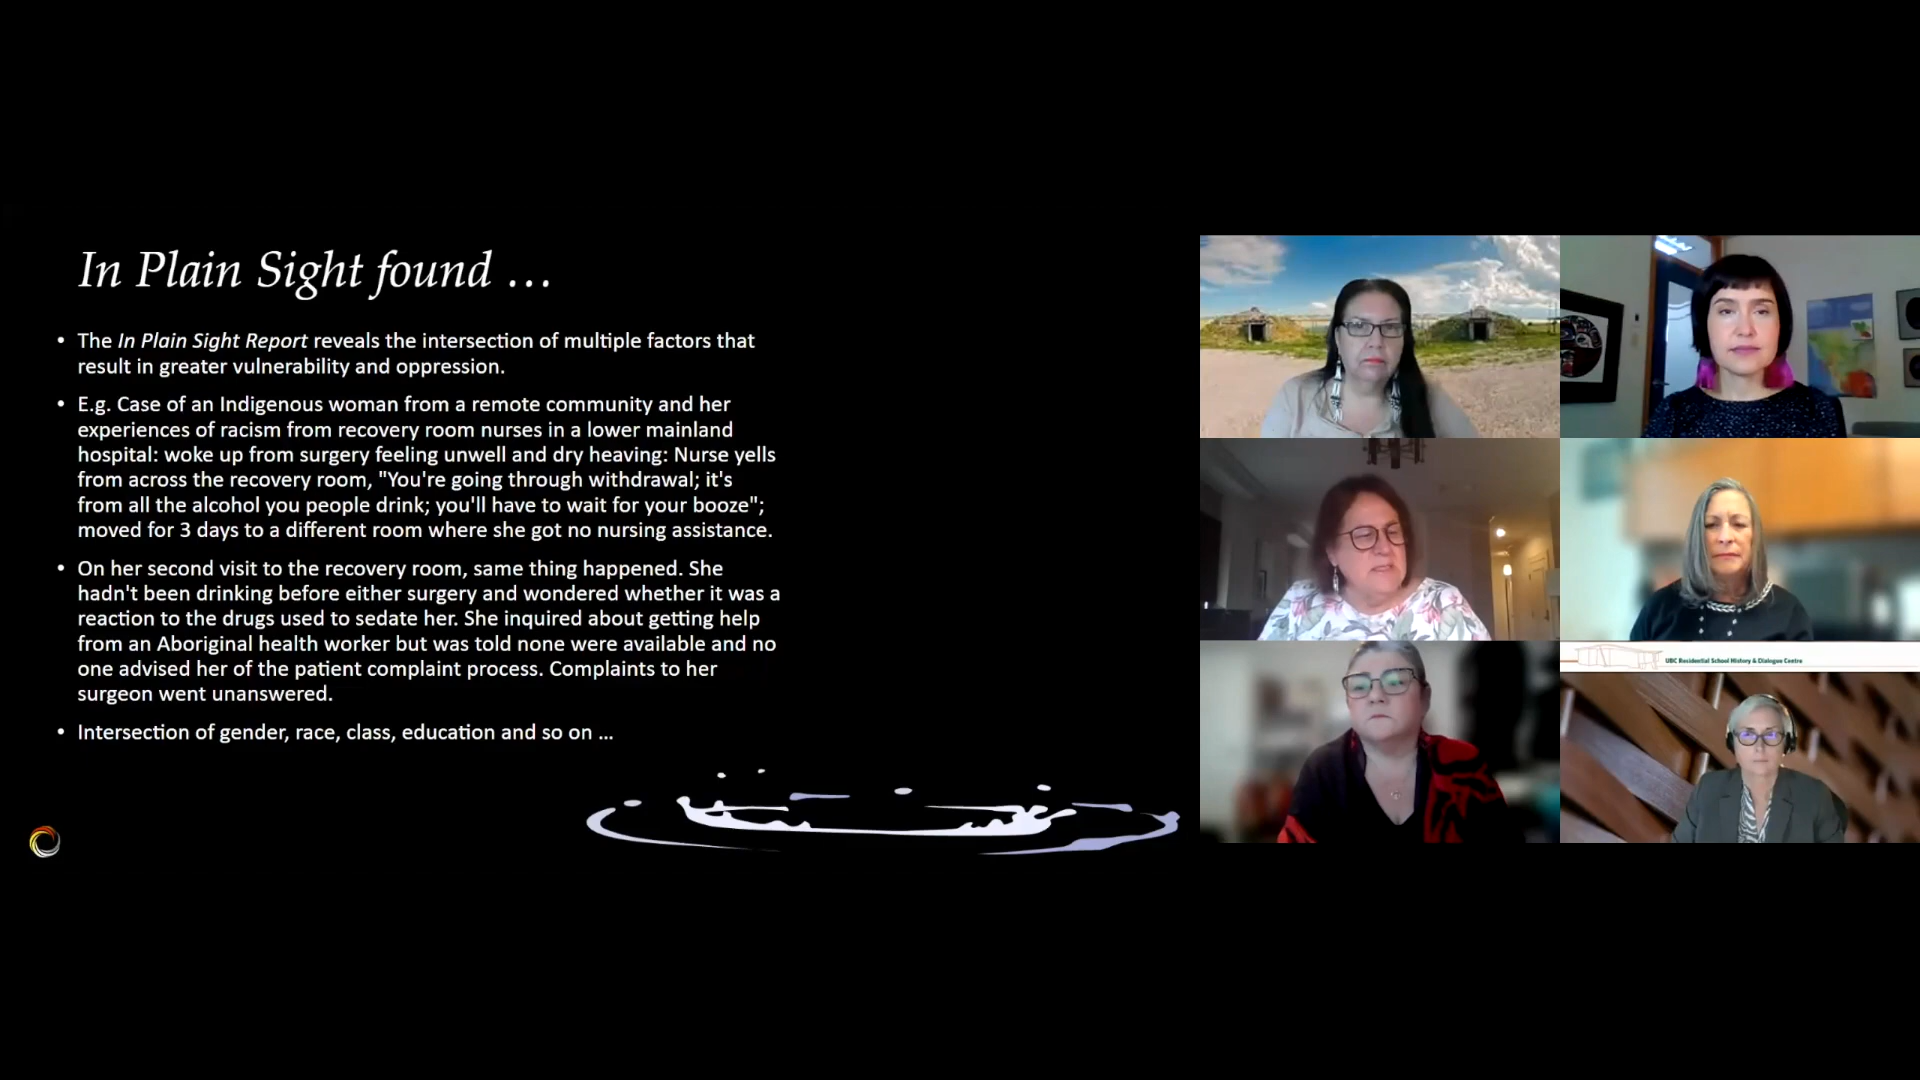 In Plain Sight found …
• The In Plain Sight Report reveals the intersection of multiple factors that
result in greater vulnerability and oppression.
• E.g. Case of an Indigenous woman from a remote community and her
experiences of racism from recovery room nurses in a lower mainland
hospital: woke up from surgery feeling unwell and dry heaving: Nurse yells
from across the recovery room, "You're going through withdrawal; it's
from all the alcohol you people drink; you'll have to wait for your booze";
moved for 3 days to a different room where she got no nursing assistance.
• On her second visit to the recovery room, same thing happened. She
hadn't been drinking before either surgery and wondered whether it was a
reaction to the drugs used to sedate her. She inquired about getting help
from an Aboriginal health worker but was told none were available and no
one advised her of the patient complaint process. Complaints to her
surgeon went unanswered.
• Intersection of gender, race, class, education and so on …
UBC Residential School History & Dialogue Centre